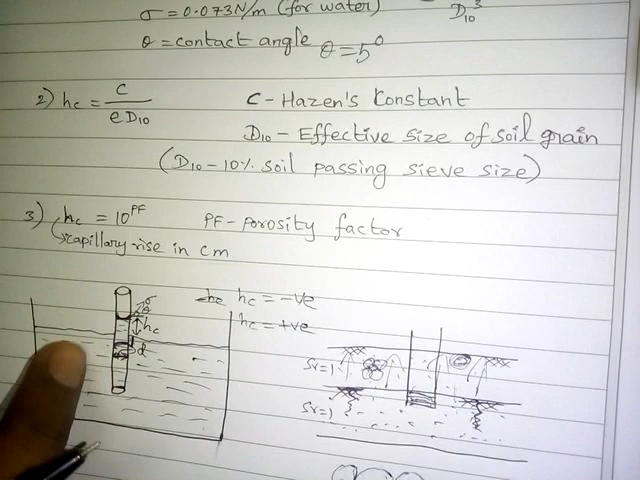 σ = 0.073N/m (for water)
D₁₀
θ = contact angle θ = 5°
2) hc = C / eD₁₀
C - Hazen's Constant
D₁₀ - Effective size of soil grain
(D₁₀ - 10% soil passing sieve size)
3) hc = 10^PF PF - Porosity factor
↳ capillary rise in cm
hc = -ve
hc = +ve
σ
θ
hc
d
Sr=1
Sr=1